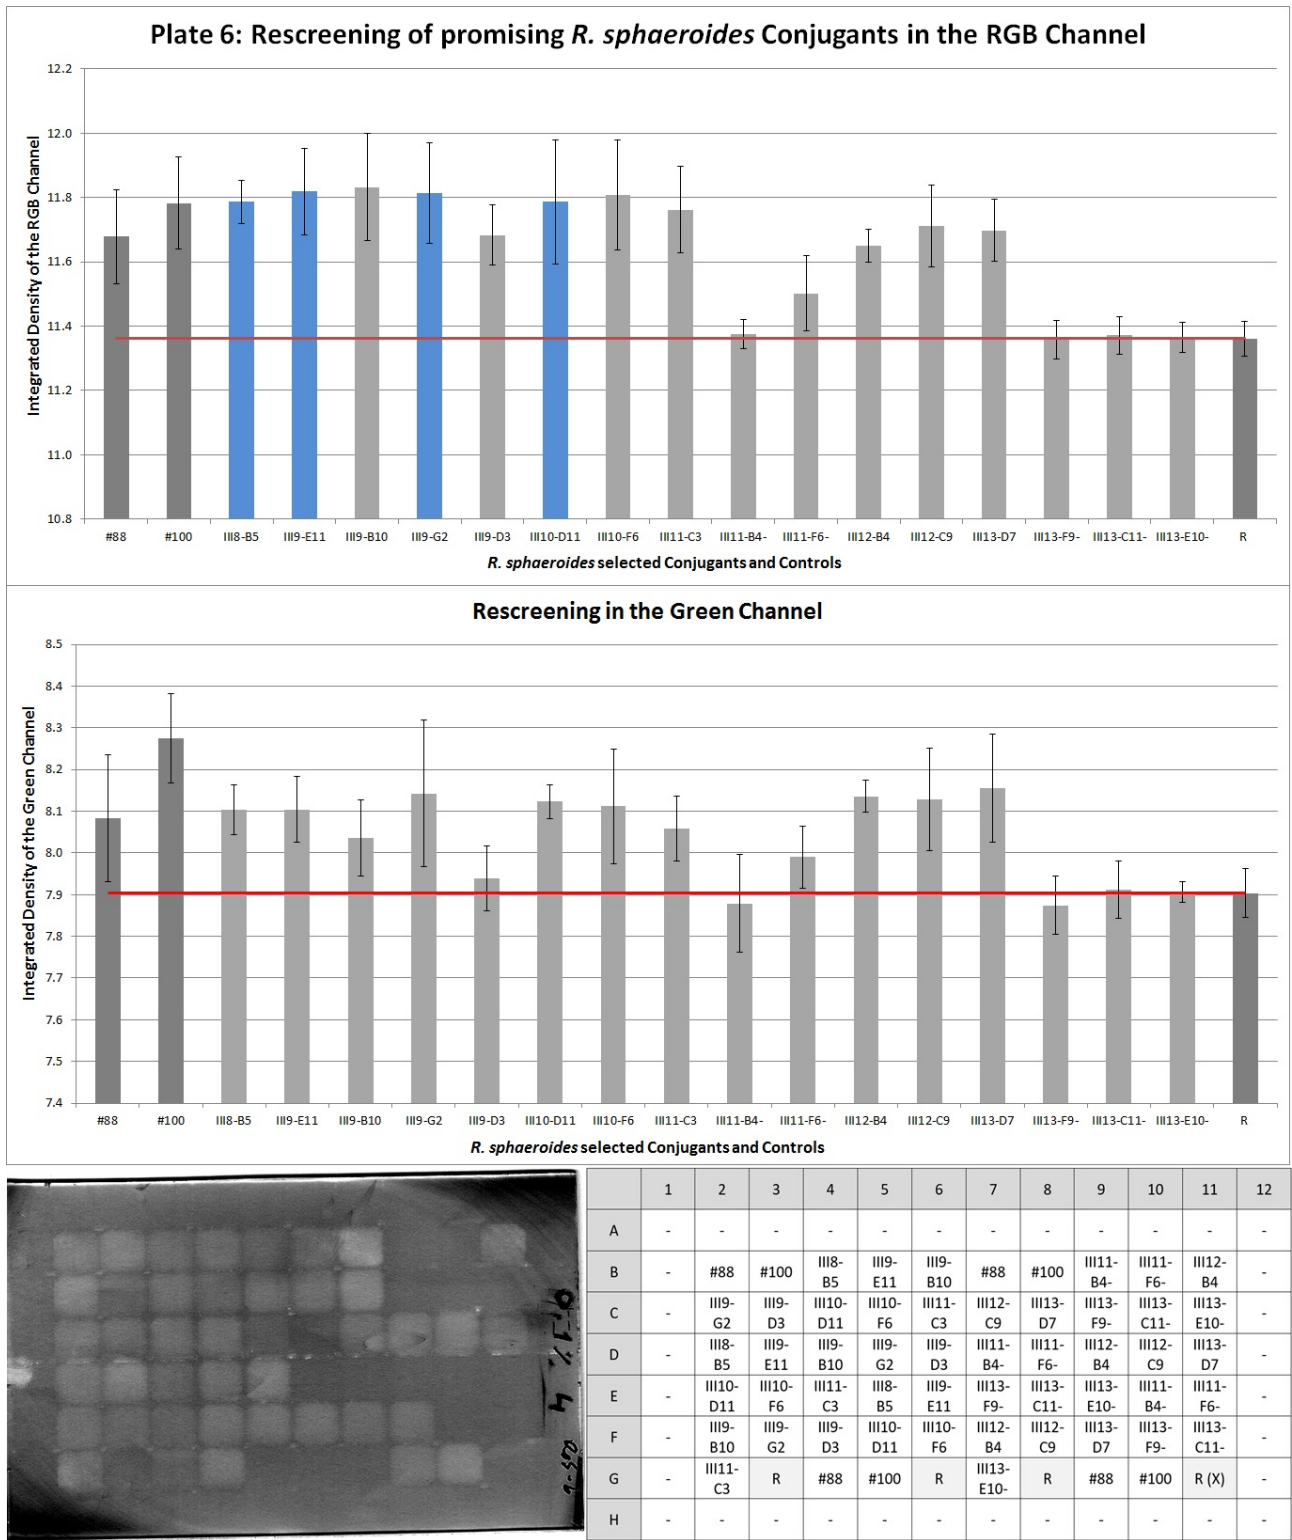 Plate 6: Rescreening of promising R. sphaeroides Conjugants in the RGB Channel
Integrated Density of the RGB Channel
12.2
12.0
11.8
11.6
11.4
11.2
11.0
10.8
#88 #100 III8-B5 III9-E11 III9-B10 III9-G2 III9-D3 III10-D11 III10-F6 III11-C3 III11-B4- III11-F6- III12-B4 III12-C9 III13-D7 III13-F9- III13-C11- III13-E10- R
R. sphaeroides selected Conjugants and Controls
Rescreening in the Green Channel
Integrated Density of the Green Channel
8.5
8.4
8.3
8.2
8.1
8.0
7.9
7.8
7.7
7.6
7.5
7.4
#88 #100 III8-B5 III9-E11 III9-B10 III9-G2 III9-D3 III10-D11 III10-F6 III11-C3 III11-B4- III11-F6- III12-B4 III12-C9 III13-D7 III13-F9- III13-C11- III13-E10- R
R. sphaeroides selected Conjugants and Controls
1 2 3 4 5 6 7 8 9 10 11 12
A - - - - - - - - - - - -
B - #88 #100 III8-B5 III9-E11 III9-B10 #88 #100 III11-B4- III11-F6- III12-B4 -
C - III9-G2 III9-D3 III10-D11 III10-F6 III11-C3 III12-C9 III13-D7 III13-F9- III13-C11- III13-E10- -
D - III8-B5 III9-E11 III9-B10 III9-G2 III9-D3 III11-B4- III11-F6- III12-B4 III12-C9 III13-D7 -
E - III10-D11 III10-F6 III11-C3 III8-B5 III9-E11 III13-F9- III13-C11- III13-E10- III11-B4- III11-F6- -
F - III9-B10 III9-G2 III9-D3 III10-D11 III10-F6 III12-B4 III12-C9 III13-D7 III13-F9- III13-C11- -
G - III11-C3 R #88 #100 R III13-E10- R #88 #100 R (X) -
H - - - - - - - - - - - -